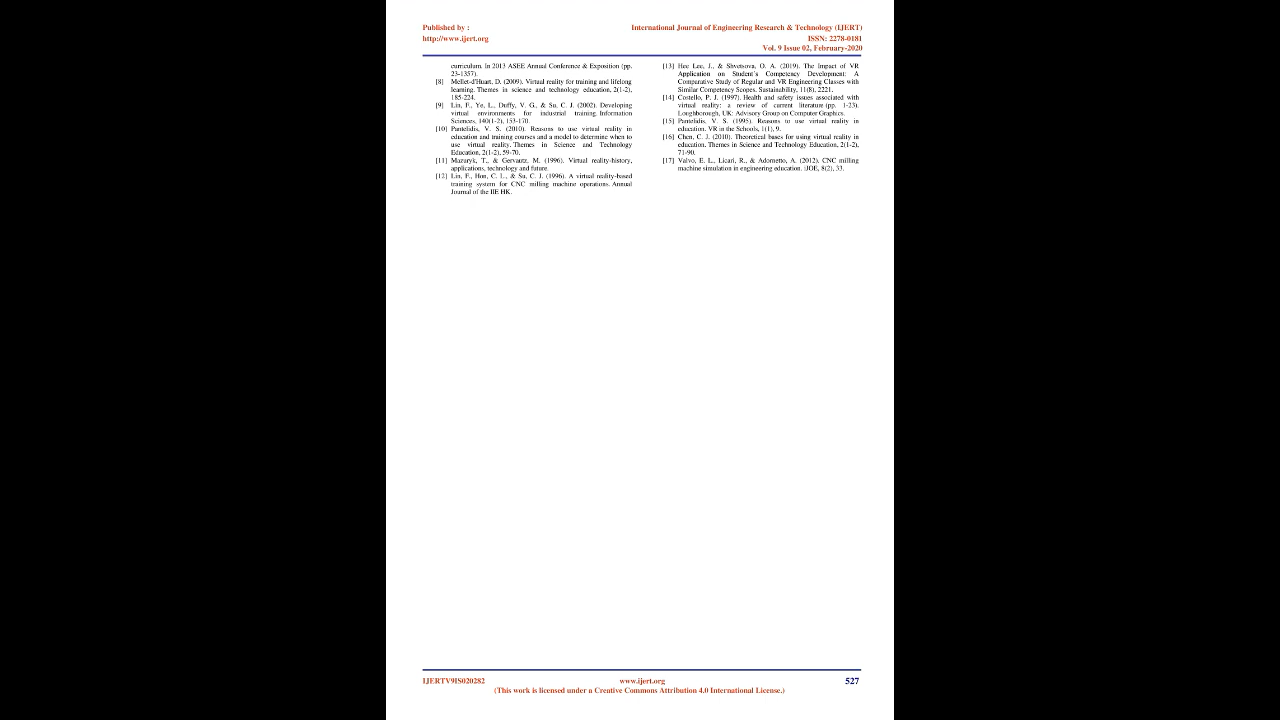 Published by :
http://www.ijert.org
International Journal of Engineering Research & Technology (IJERT)
ISSN: 2278-0181
Vol. 9 Issue 02, February-2020
curriculum. In 2013 ASEE Annual Conference & Exposition (pp.
23-1357).
[8] Mellet-d'Huart, D. (2009). Virtual reality for training and lifelong
learning. Themes in science and technology education, 2(1-2),
185-224.
[9] Lin, F., Ye, L., Duffy, V. G., & Su, C. J. (2002). Developing
virtual environments for industrial training. Information
Sciences, 140(1-2), 153-170.
[10] Pantelidis, V. S. (2010). Reasons to use virtual reality in
education and training courses and a model to determine when to
use virtual reality. Themes in Science and Technology
Education, 2(1-2), 59-70.
[11] Mazuryk, T., & Gervautz, M. (1996). Virtual reality-history,
applications, technology and future.
[12] Lin, F., Hon, C. L., & Su, C. J. (1996). A virtual reality-based
training system for CNC milling machine operations. Annual
Journal of the IIE HK.
[13] Hee Lee, J., & Shvetsova, O. A. (2019). The Impact of VR
Application on Student's Competency Development: A
Comparative Study of Regular and VR Engineering Classes with
Similar Competency Scopes. Sustainability, 11(8), 2221.
[14] Costello, P. J. (1997). Health and safety issues associated with
virtual reality: a review of current literature (pp. 1-23).
Loughborough, UK: Advisory Group on Computer Graphics.
[15] Pantelidis, V. S. (1995). Reasons to use virtual reality in
education. VR in the Schools, 1(1), 9.
[16] Chen, C. J. (2010). Theoretical bases for using virtual reality in
education. Themes in Science and Technology Education, 2(1-2),
71-90.
[17] Valvo, E. L., Licari, R., & Adornetto, A. (2012). CNC milling
machine simulation in engineering education. iJOE, 8(2), 33.
IJERTV9IS020282
www.ijert.org
527
(This work is licensed under a Creative Commons Attribution 4.0 International License.)